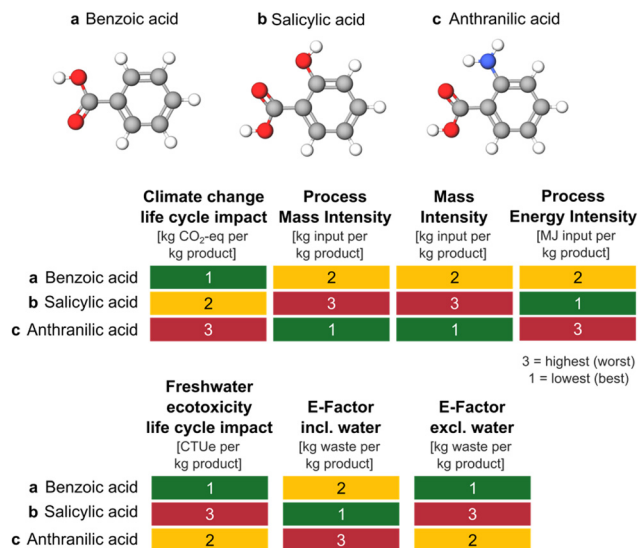 a Benzoic acid
b Salicylic acid
c Anthranilic acid
Climate change
life cycle impact
[kg CO₂-eq per
kg product]
Process
Mass Intensity
[kg input per
kg product]
Mass
Intensity
[kg input per
kg product]
Process
Energy Intensity
[MJ input per
kg product]
a Benzoic acid 1 2 2 2
b Salicylic acid 2 3 3 1
c Anthranilic acid 3 1 1 3
3 = highest (worst)
1 = lowest (best)
Freshwater
ecotoxicity
life cycle impact
[CTUe per
kg product]
E-Factor
incl. water
[kg waste per
kg product]
E-Factor
excl. water
[kg waste per
kg product]
a Benzoic acid 1 2 1
b Salicylic acid 3 1 3
c Anthranilic acid 2 3 2